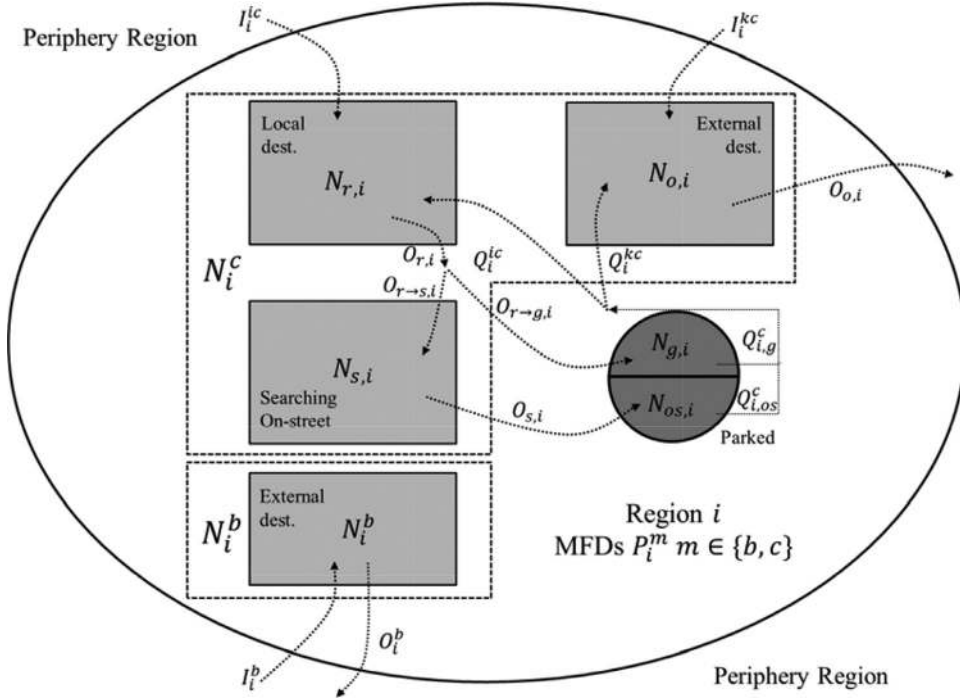 I_i^{ic}
I_i^{kc}
Periphery Region
Local
dest.
N_{r,i}
External
dest.
N_{o,i}
O_{o,i}
N_i^c
O_{r,i}
Q_i^{ic}
Q_i^{kc}
O_{r→s,i}
O_{r→g,i}
N_{s,i}
Searching
On-street
N_{g,i}
Q_{i,g}^c
N_{os,i}
Q_{i,os}^c
O_{s,i}
Parked
N_i^b
External
dest.
N_i^b
Region i
MFDs P_i^m m ∈ {b, c}
O_i^b
I_i^b
Periphery Region